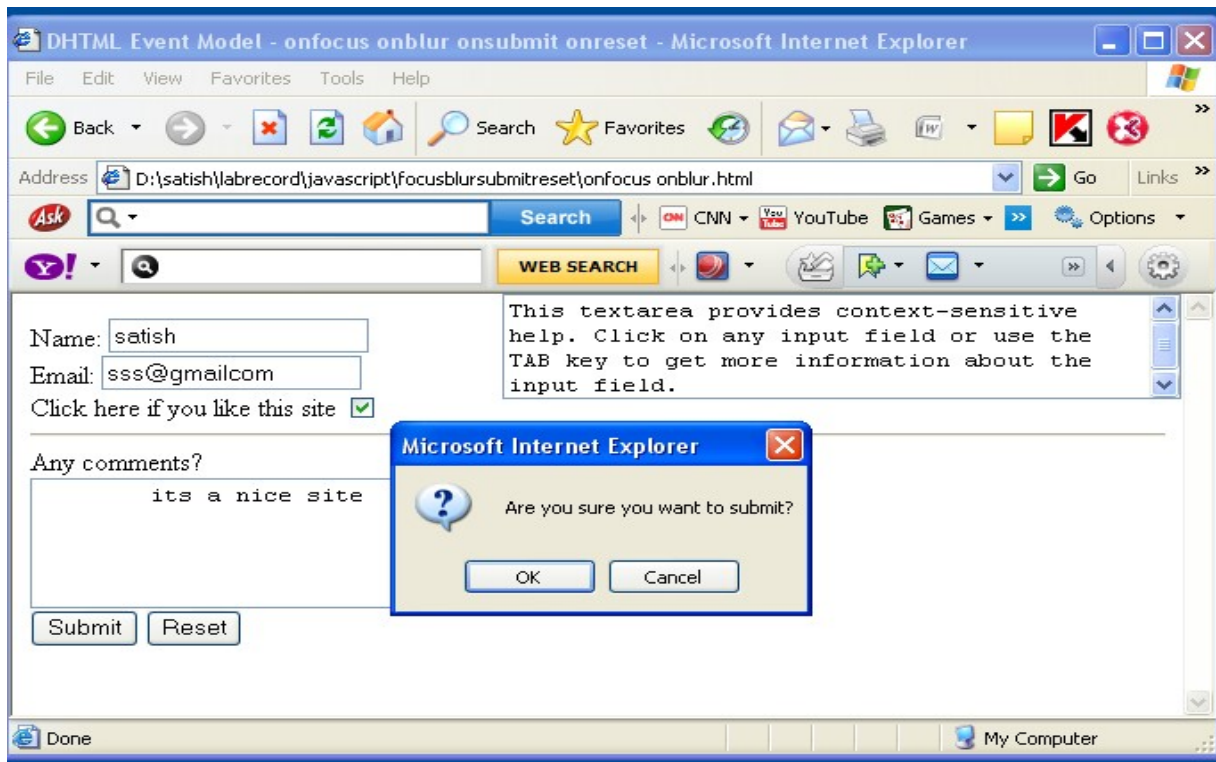 DHTML Event Model - onfocus onblur onsubmit onreset - Microsoft Internet Explorer
File Edit View Favorites Tools Help
Back Search Favorites
Address D:\satish\labrecord\javascript\focusblursubmitreset\onfocus onblur.html Go Links
Ask Search CNN CNN YouTube YouTube Games Options
Y! WEB SEARCH
This textarea provides context-sensitive
help. Click on any input field or use the
TAB key to get more information about the
input field.
Name: satish
Email: sss@gmailcom
Click here if you like this site
Any comments?
its a nice site
Microsoft Internet Explorer
Are you sure you want to submit?
OK Cancel
Submit Reset
Done My Computer